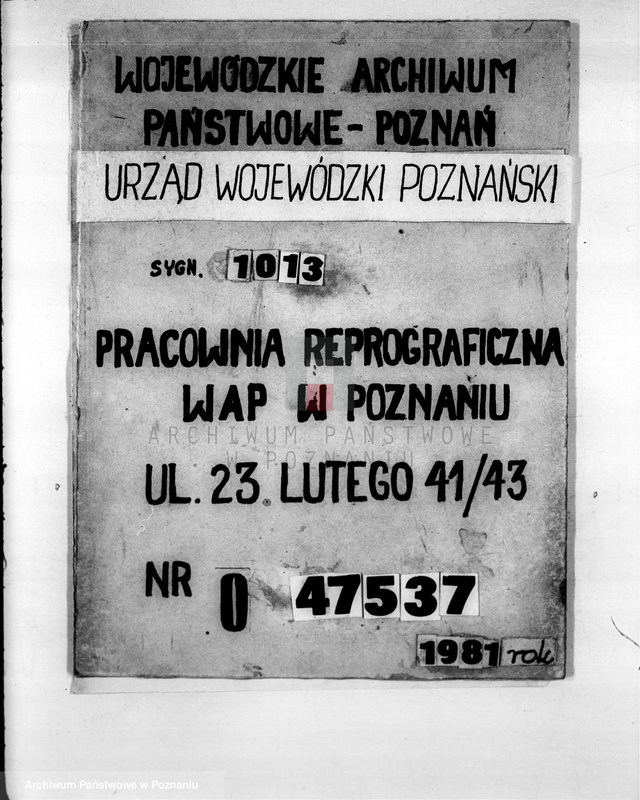 WOJEWÓDZKIE ARCHIWUM
PAŃSTWOWE - POZNAŃ
URZĄD WOJEWÓDZKI POZNAŃSKI
SYGN. 1013
PRACOWNIA REPROGRAFICZNA
WAP W POZNANIU
ARCHIWUM PAŃSTWOWE
W POZNANIU
UL. 23 LUTEGO 41/43
NR 0 47537
1981 rok
Archiwum Państwowe w Poznaniu